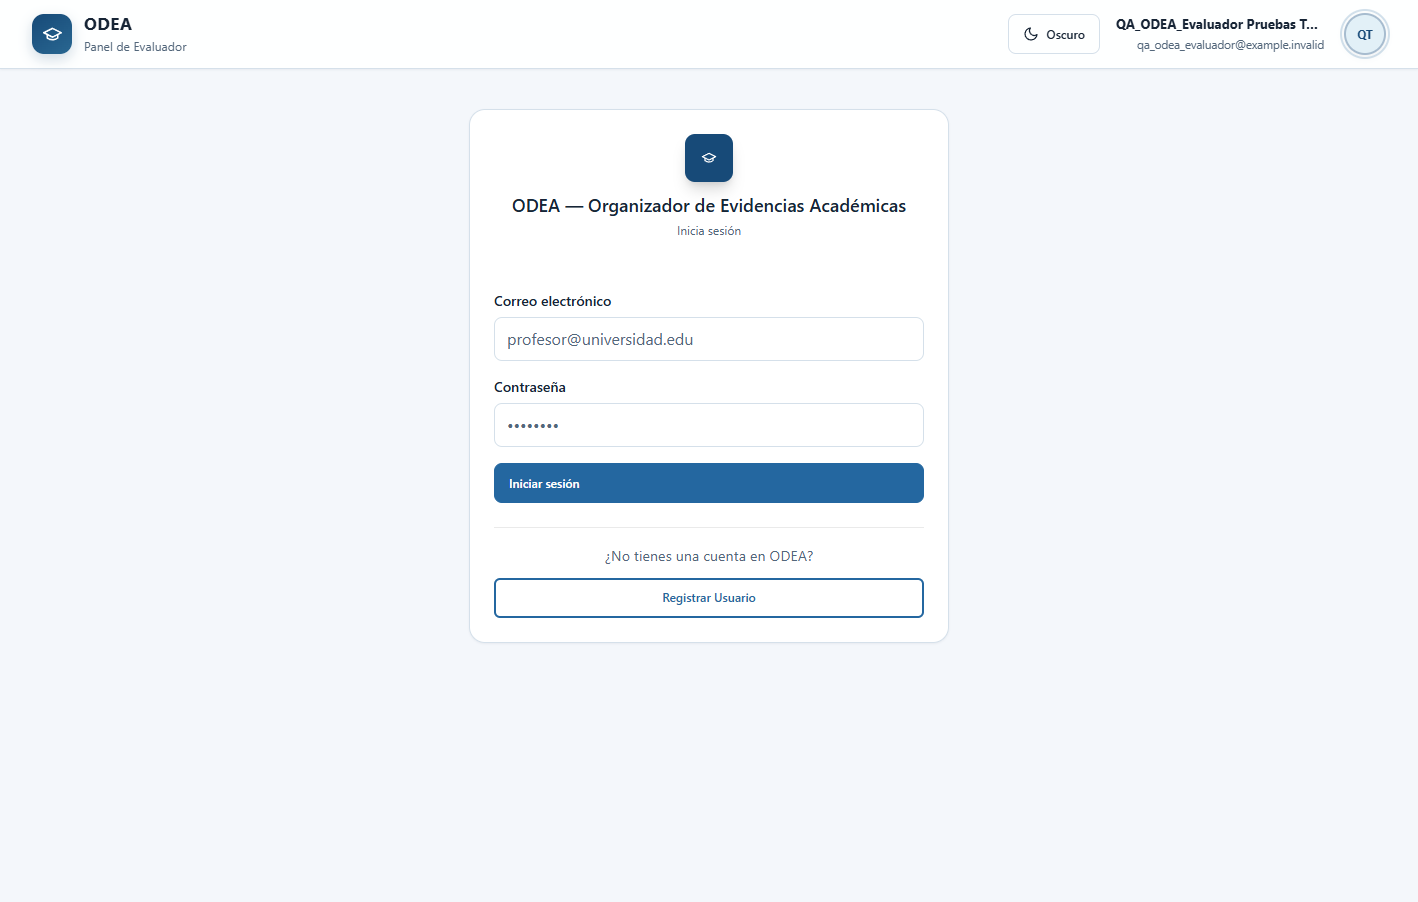 ODEA
Panel de Evaluador
Oscuro
QA_ODEA_Evaluador Pruebas T...
qa_odea_evaluador@example.invalid
QT
ODEA — Organizador de Evidencias Académicas
Inicia sesión
Correo electrónico
profesor@universidad.edu
Contraseña
••••••••
Iniciar sesión
¿No tienes una cuenta en ODEA?
Registrar Usuario